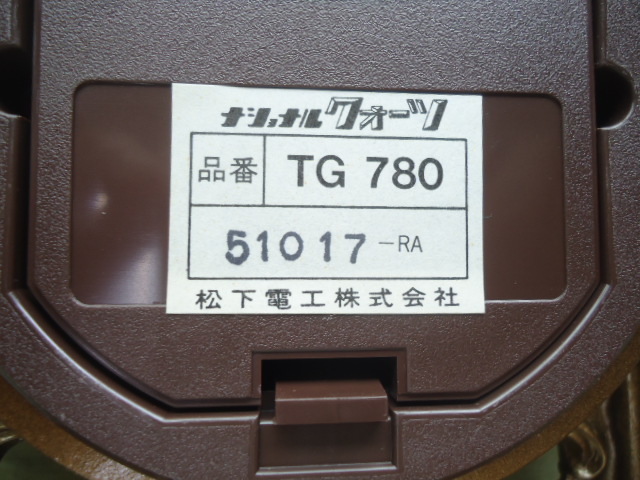 ナショナルクォーツ
品番 TG 780
51017-RA
松下電工株式会社